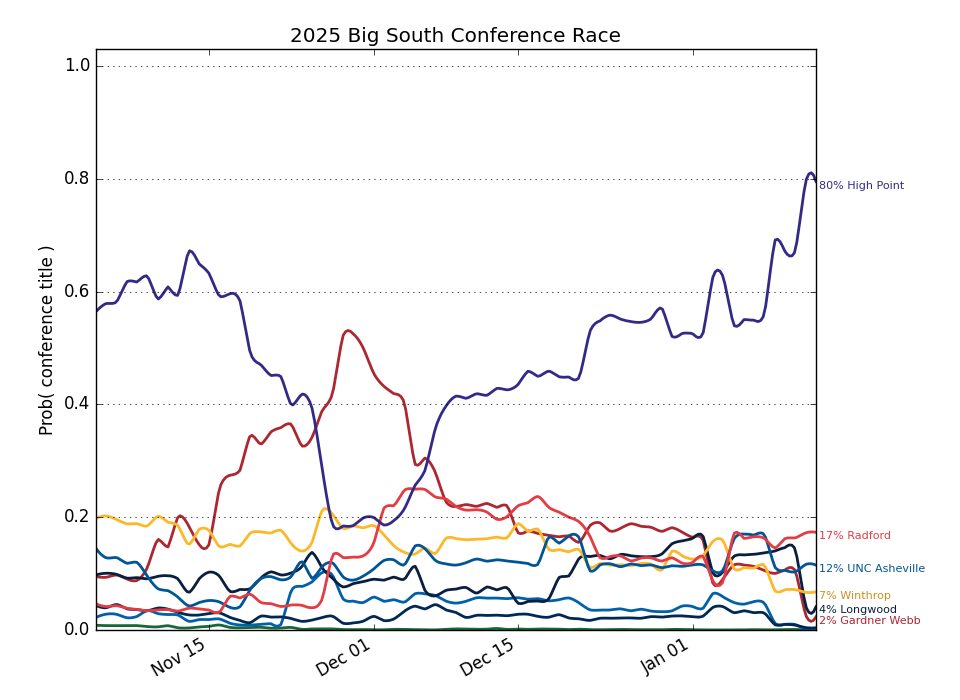 2025 Big South Conference Race
Prob( conference title )
1.0
0.8
0.6
0.4
0.2
0.0
Nov 15
Dec 01
Dec 15
Jan 01
80% High Point
17% Radford
12% UNC Asheville
7% Winthrop
4% Longwood
2% Gardner Webb